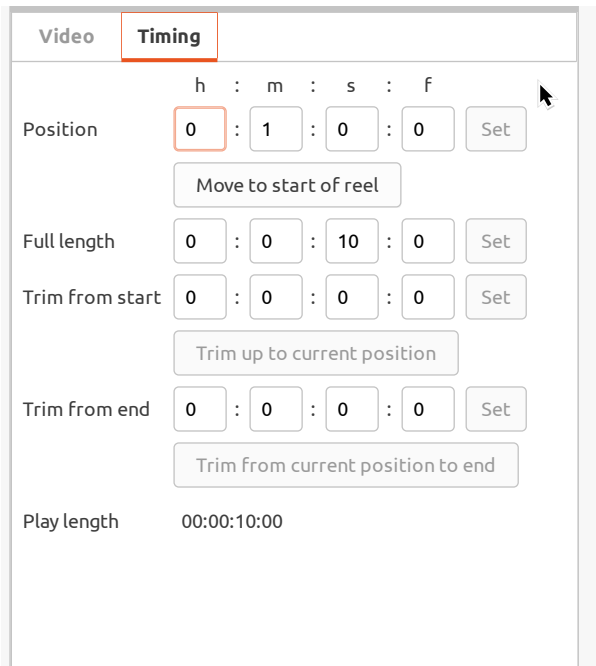 Video Timing
h : m : s : f
Position 0 : 1 : 0 : 0 Set
Move to start of reel
Full length 0 : 0 : 10 : 0 Set
Trim from start 0 : 0 : 0 : 0 Set
Trim up to current position
Trim from end 0 : 0 : 0 : 0 Set
Trim from current position to end
Play length 00:00:10:00